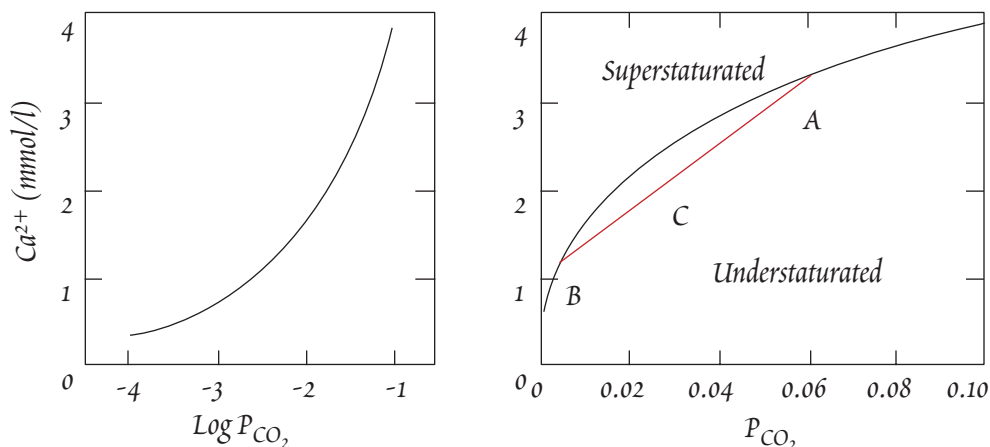 Ca²⁺ (mmol/l)
4
3
2
1
0
-4 -3 -2 -1
Log P_CO₂
4
3
2
1
0
Superstaturated
A
C
B
Understaturated
0 0.02 0.04 0.06 0.08 0.10
P_CO₂